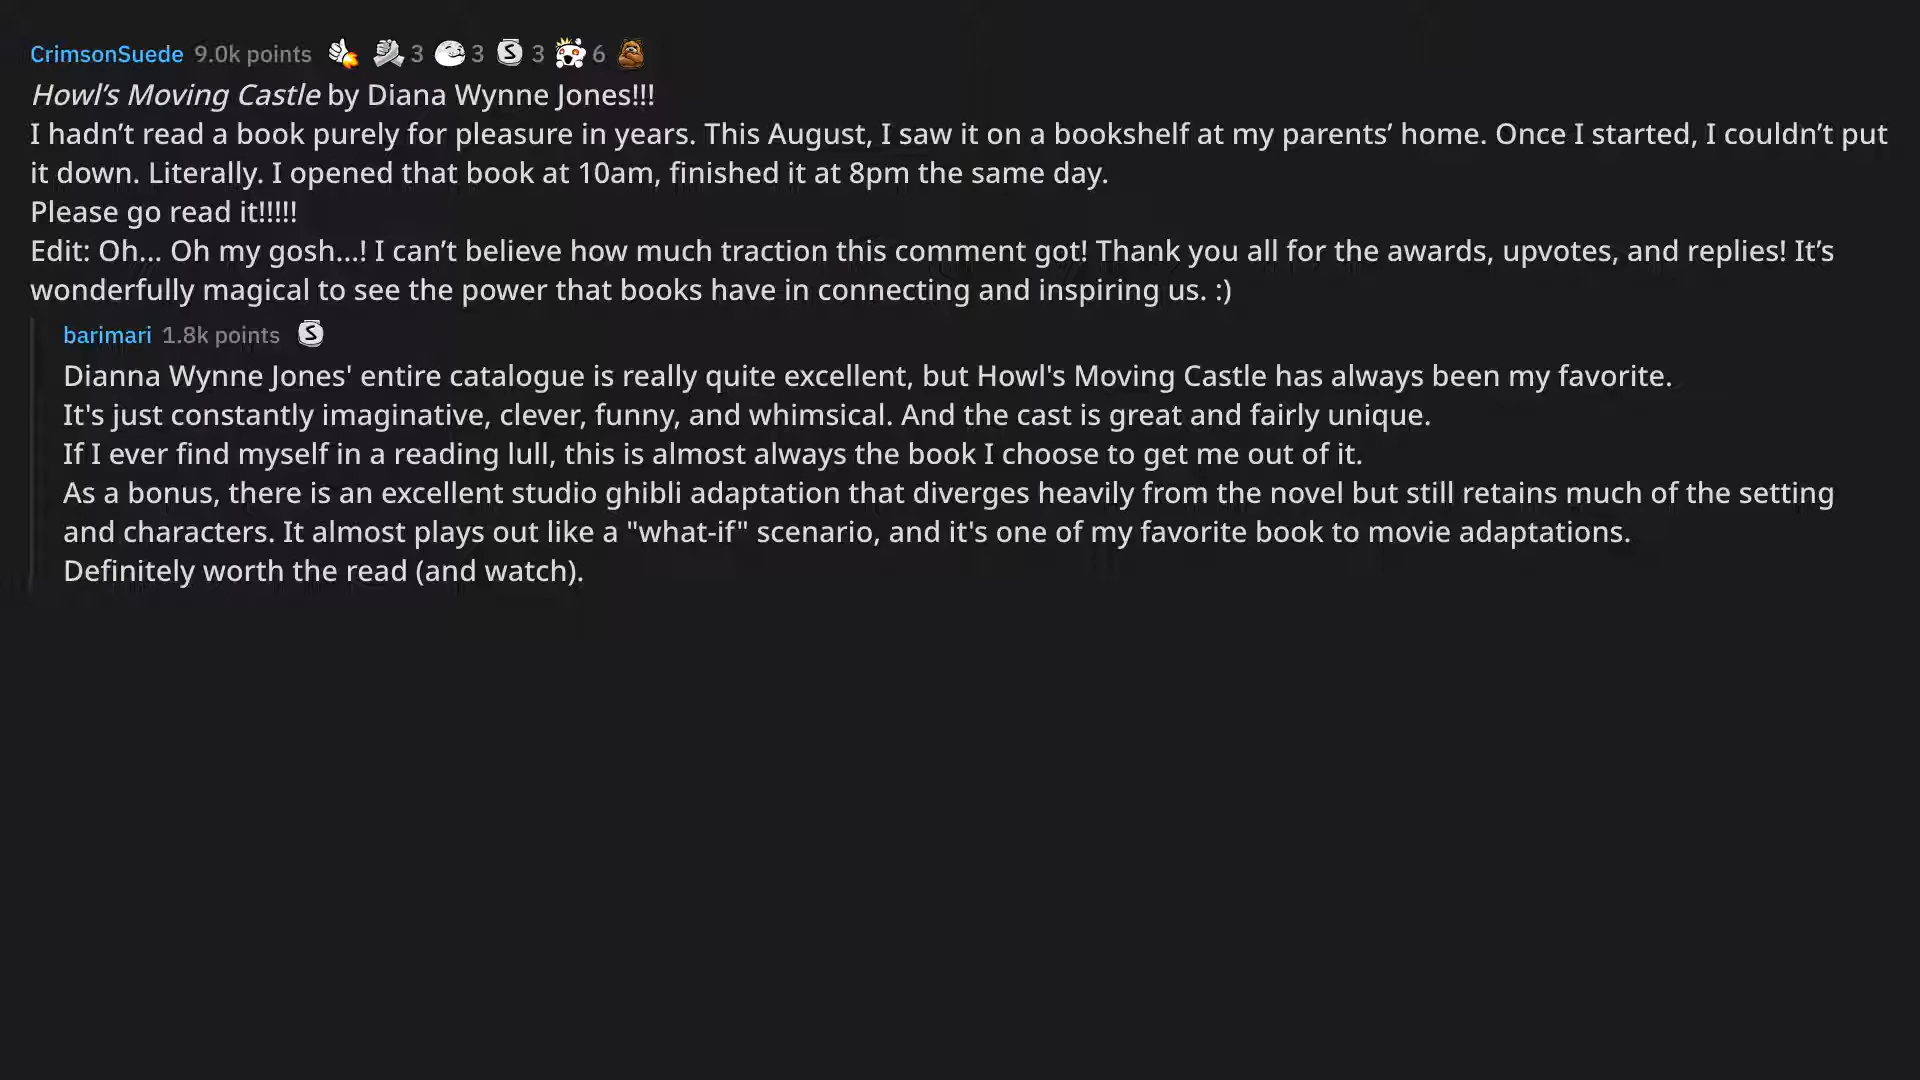 CrimsonSuede 9.0k points 3 3 3 6
Howl’s Moving Castle by Diana Wynne Jones!!!
I hadn’t read a book purely for pleasure in years. This August, I saw it on a bookshelf at my parents’ home. Once I started, I couldn’t put
it down. Literally. I opened that book at 10am, finished it at 8pm the same day.
Please go read it!!!!!
Edit: Oh... Oh my gosh...! I can’t believe how much traction this comment got! Thank you all for the awards, upvotes, and replies! It’s
wonderfully magical to see the power that books have in connecting and inspiring us. :)
barimari 1.8k points
Dianna Wynne Jones' entire catalogue is really quite excellent, but Howl's Moving Castle has always been my favorite.
It's just constantly imaginative, clever, funny, and whimsical. And the cast is great and fairly unique.
If I ever find myself in a reading lull, this is almost always the book I choose to get me out of it.
As a bonus, there is an excellent studio ghibli adaptation that diverges heavily from the novel but still retains much of the setting
and characters. It almost plays out like a "what-if" scenario, and it's one of my favorite book to movie adaptations.
Definitely worth the read (and watch).